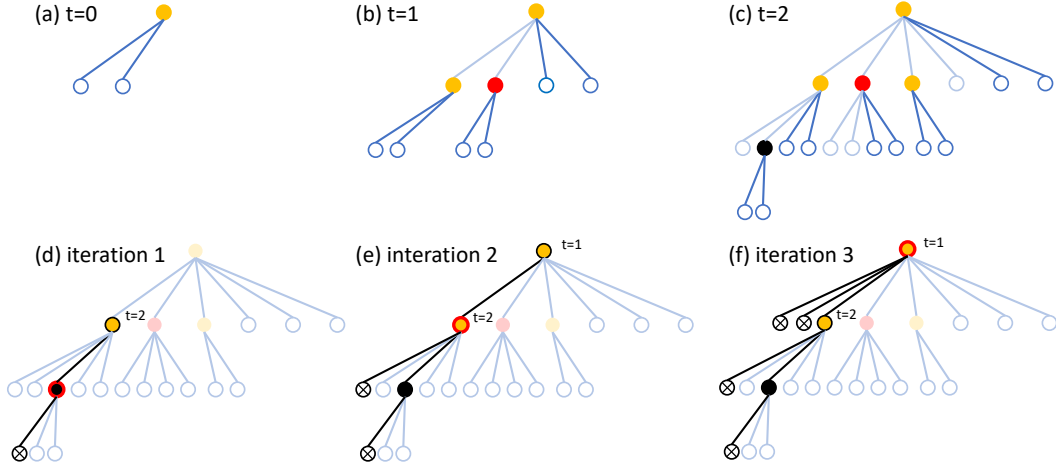 (a) t=0
(b) t=1
(c) t=2
(d) iteration 1
t=2
(e) interation 2
t=1
t=2
(f) iteration 3
t=1
t=2